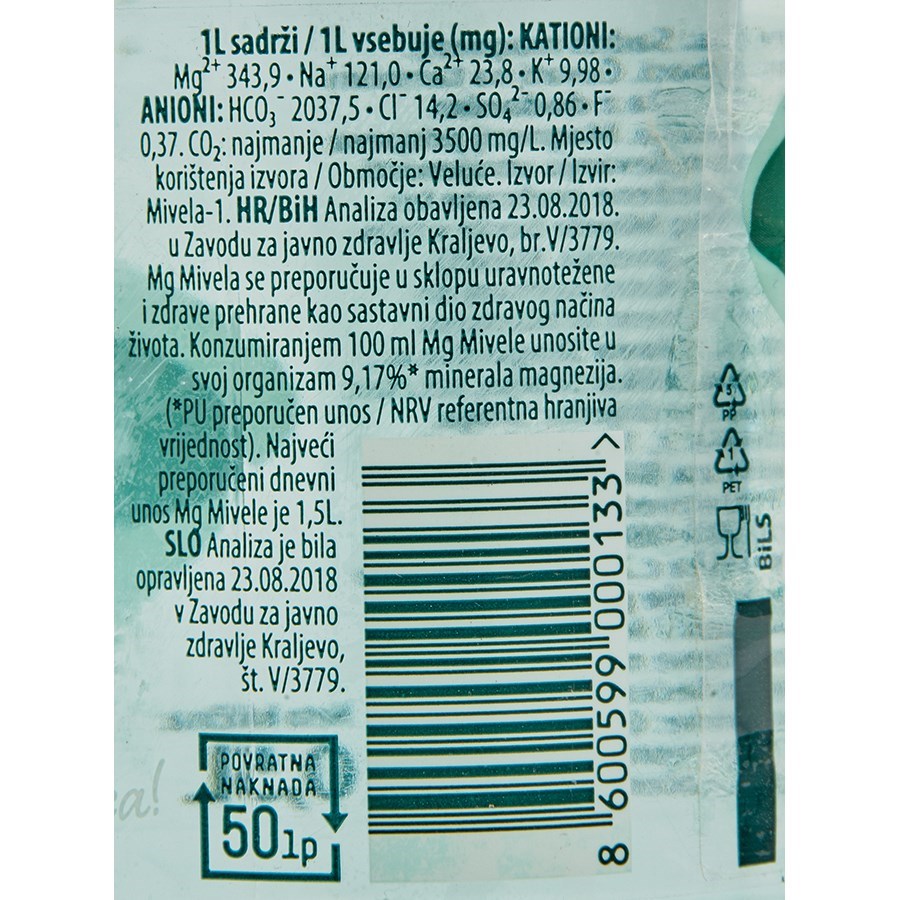 1L sadrži / 1L vsebuje (mg): KATIONI:
Mg²⁺ 343,9 • Na⁺ 121,0 • Ca²⁺ 23,8 • K⁺ 9,98 •
ANIONI: HCO₃⁻ 2037,5 • Cl⁻ 14,2 • SO₄²⁻ 0,86 • F⁻
0,37. CO₂: najmanje / najmanj 3500 mg/L. Mjesto
korištenja izvora / Območje: Veluće. Izvor / Izvir:
Mivela-1. HR/BiH Analiza obavljena 23.08.2018.
u Zavodu za javno zdravlje Kraljevo, br.V/3779.
Mg Mivela se preporučuje u sklopu uravnotežene
i zdrave prehrane kao sastavni dio zdravog načina
života. Konzumiranjem 100 ml Mg Mivele unosite u
svoj organizam 9,17%* minerala magnezija.
(*PU preporučen unos / NRV referentna hranjiva
vrijednost). Najveći
preporučeni dnevni
unos Mg Mivele je 1,5L.
SLO Analiza je bila
opravljena 23.08.2018
v Zavodu za javno
zdravlje Kraljevo,
št. V/3779.
8 600599 000133 >
POVRATNA
NAKNADA
50lp
a!
5
PP
1
PET
BiLS